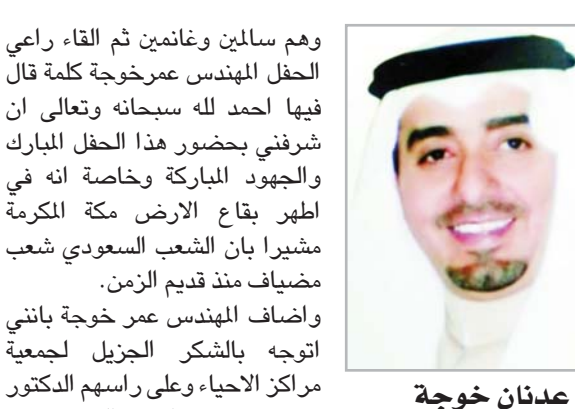 وهم سالمين وغانمين ثم القاء راعي
الحفل المهندس عمرخوجة كلمة قال
فيها احمد لله سبحانه وتعالى ان
شرفني بحضور هذا الحفل المبارك
والجهود المباركة وخاصة انه في
اطهر بقاع الارض مكة المكرمة
مشيرا بان الشعب السعودي شعب
مضياف منذ قديم الزمن.
واضاف المهندس عمر خوجة بانني
اتوجه بالشكر الجزيل لجمعية
مراكز الاحياء وعلى راسهم الدكتور
عدنان خوجة